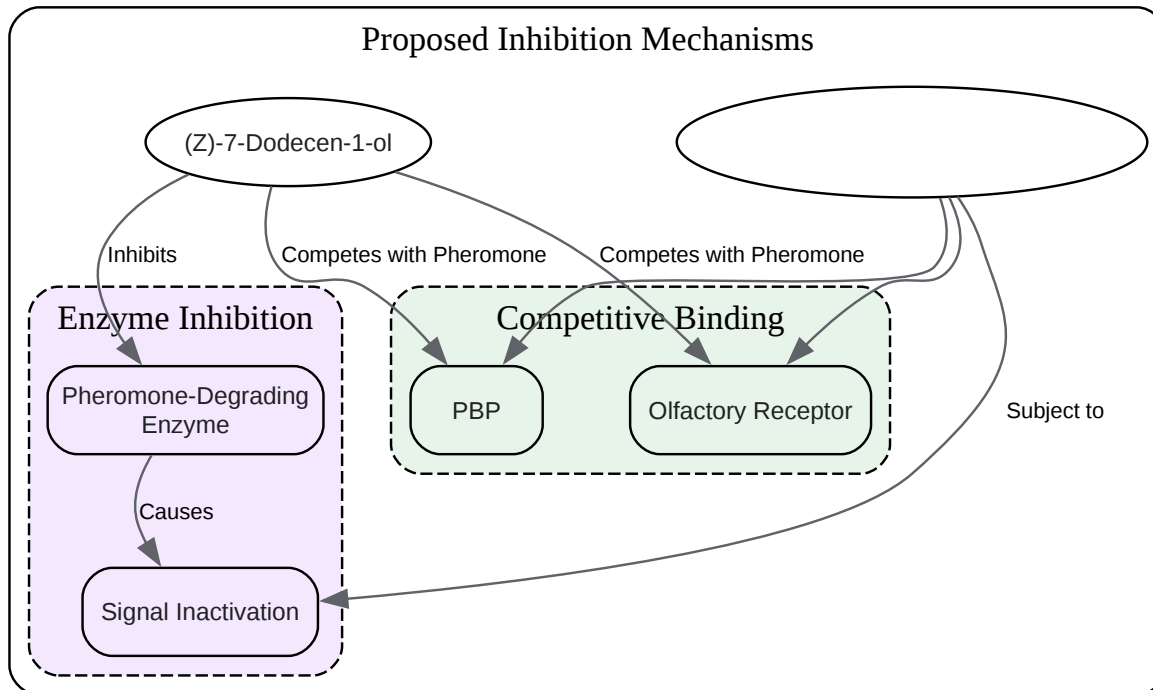 Proposed Inhibition Mechanisms
(Z)-7-Dodecen-1-ol
Inhibits
Competes with Pheromone
Competes with Pheromone
Enzyme Inhibition
Competitive Binding
Pheromone-Degrading
Enzyme
PBP
Olfactory Receptor
Subject to
Causes
Signal Inactivation